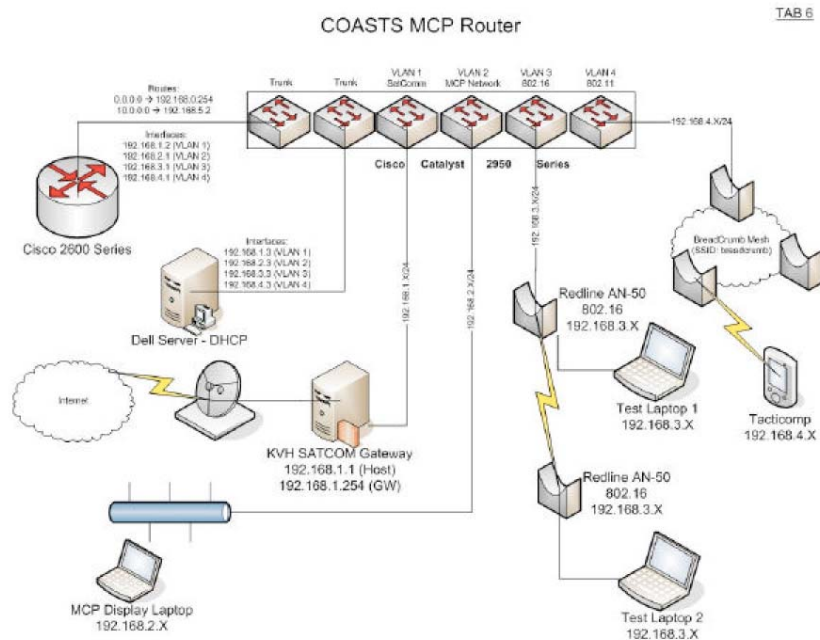 TAB 6
COASTS MCP Router
Routes:
0.0.0.0 → 192.168.0.254
10.0.0.0 → 192.168.5.2
Interfaces:
192.168.1.2 (VLAN 1)
192.168.2.1 (VLAN 2)
192.168.3.1 (VLAN 3)
192.168.4.1 (VLAN 4)
Trunk
Trunk
VLAN 1
SatComm
VLAN 2
MCP Network
VLAN 3
802.16
VLAN 4
802.11
Cisco Catalyst 2950 Series
192.168.4.X/24
Cisco 2600 Series
Interfaces:
192.168.1.3 (VLAN 1)
192.168.2.3 (VLAN 2)
192.168.3.3 (VLAN 3)
192.168.4.3 (VLAN 4)
Dell Server - DHCP
192.168.1.X/24
192.168.2.X/24
192.168.3.X/24
BreadCrumb Mesh
(SSID: breadcrumb)
Redline AN-50
802.16
192.168.3.X
Internet
KVH SATCOM Gateway
192.168.1.1 (Host)
192.168.1.254 (GW)
Test Laptop 1
192.168.3.X
Tacticomp
192.168.4.X
Redline AN-50
802.16
192.168.3.X
MCP Display Laptop
192.168.2.X
Test Laptop 2
192.168.3.X